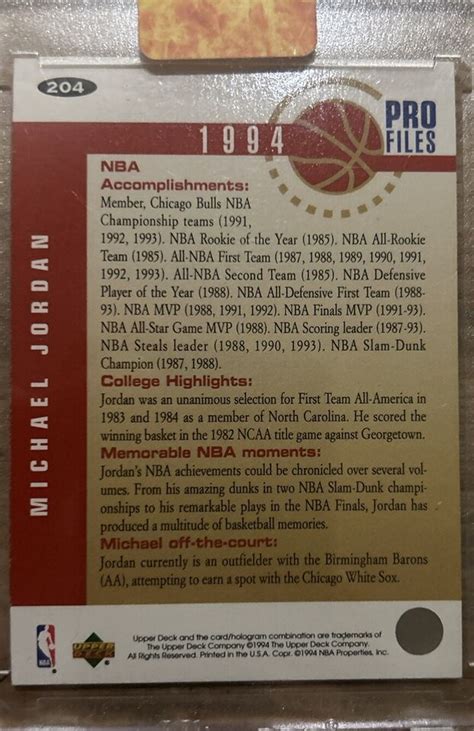 204
1994
PRO
FILES
MICHAEL JORDAN
NBA
Accomplishments:
Member, Chicago Bulls NBA
Championship teams (1991,
1992, 1993). NBA Rookie of the Year (1985). NBA All-Rookie
Team (1985). All-NBA First Team (1987, 1988, 1989, 1990, 1991,
1992, 1993). All-NBA Second Team (1985). NBA Defensive
Player of the Year (1988). NBA All-Defensive First Team (1988-
93). NBA MVP (1988, 1991, 1992). NBA Finals MVP (1991-93).
NBA All-Star Game MVP (1988). NBA Scoring leader (1987-93).
NBA Steals leader (1988, 1990, 1993). NBA Slam-Dunk
Champion (1987, 1988).
College Highlights:
Jordan was an unanimous selection for First Team All-America in
1983 and 1984 as a member of North Carolina. He scored the
winning basket in the 1982 NCAA title game against Georgetown.
Memorable NBA moments:
Jordan's NBA achievements could be chronicled over several vol-
umes. From his amazing dunks in two NBA Slam-Dunk champi-
onships to his remarkable plays in the NBA Finals, Jordan has
produced a multitude of basketball memories.
Michael off-the-court:
Jordan currently is an outfielder with the Birmingham Barons
(AA), attempting to earn a spot with the Chicago White Sox.
NBA
UPPER DECK
Upper Deck and the card/hologram combination are trademarks of
The Upper Deck Company ©1994 The Upper Deck Company.
All Rights Reserved. Printed in the U.S.A. Copr. ©1994 NBA Properties, Inc.